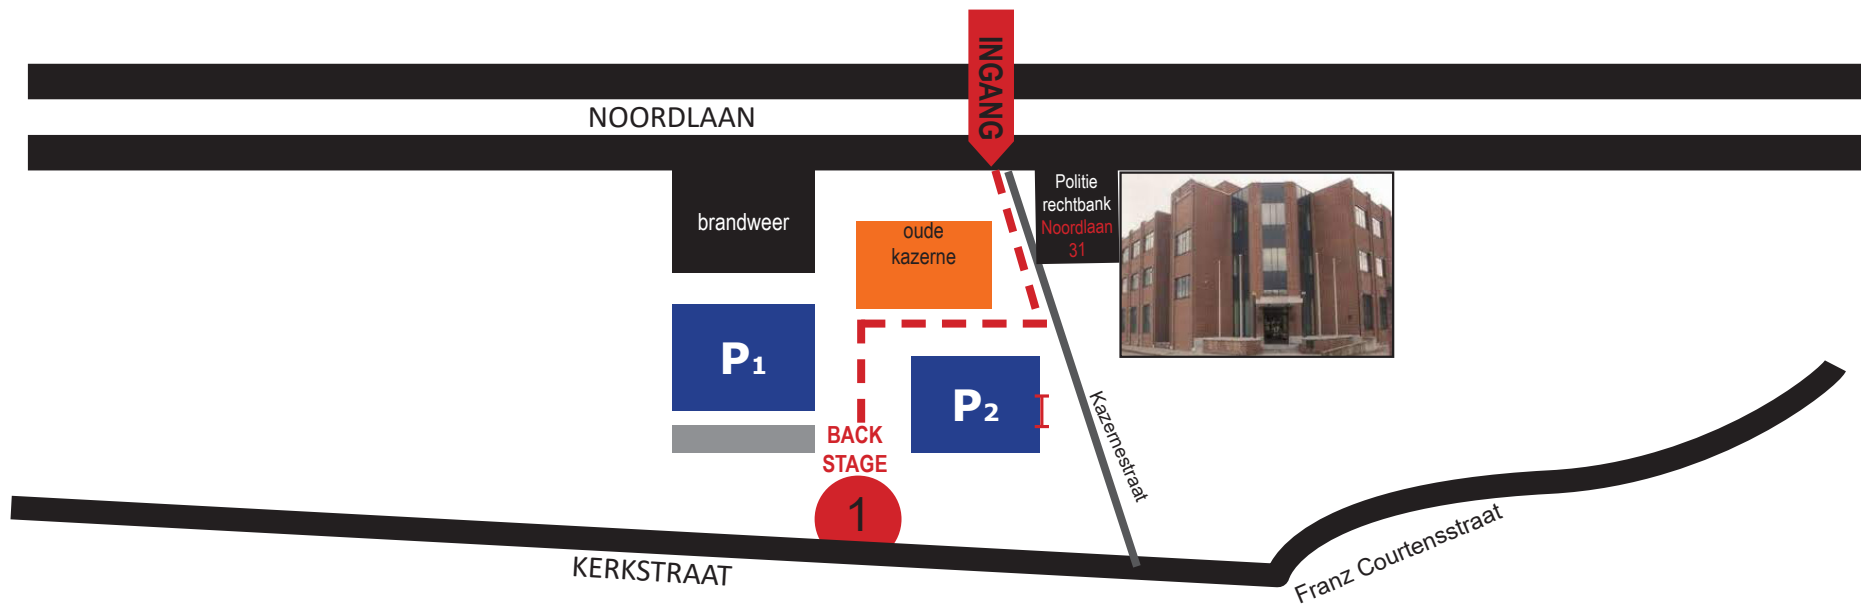 INGANG
NOORDLAAN
Politie
rechtbank
Noordlaan
31
brandweer
oude
kazerne
P1
P2
BACK
STAGE
1
Kazernestraat
KERKSTRAAT
Franz Courtensstraat